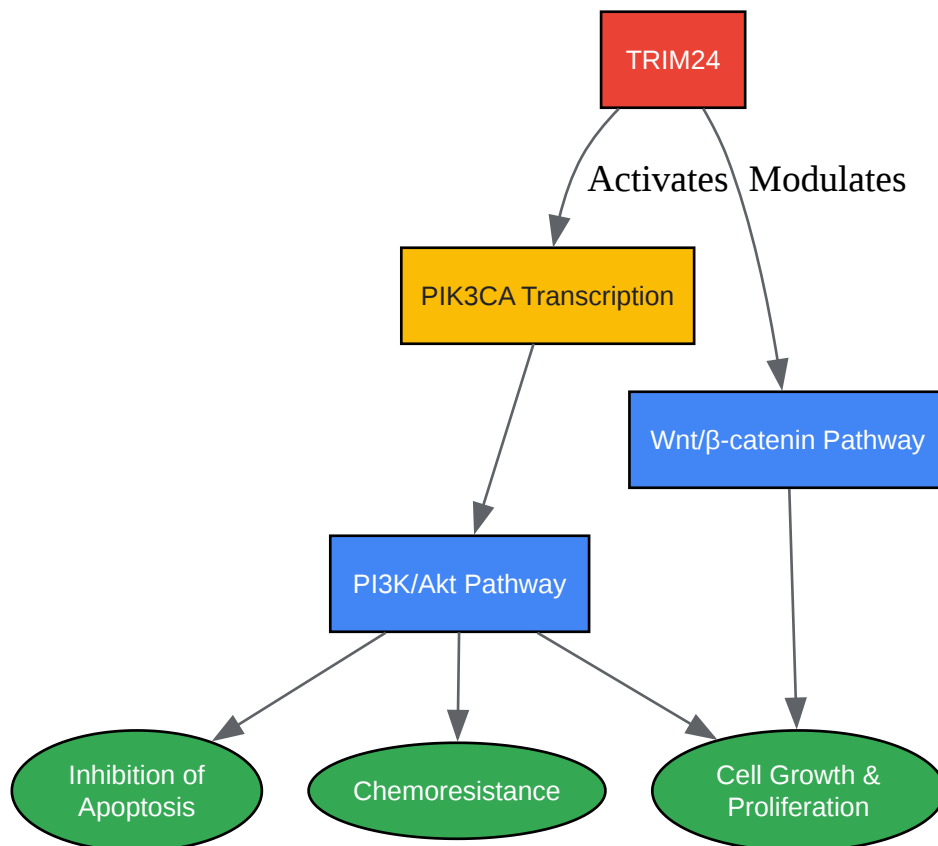 TRIM24
Activates Modulates
PIK3CA Transcription
Wnt/β-catenin Pathway
PI3K/Akt Pathway
Inhibition of
Apoptosis
Chemoresistance
Cell Growth &
Proliferation